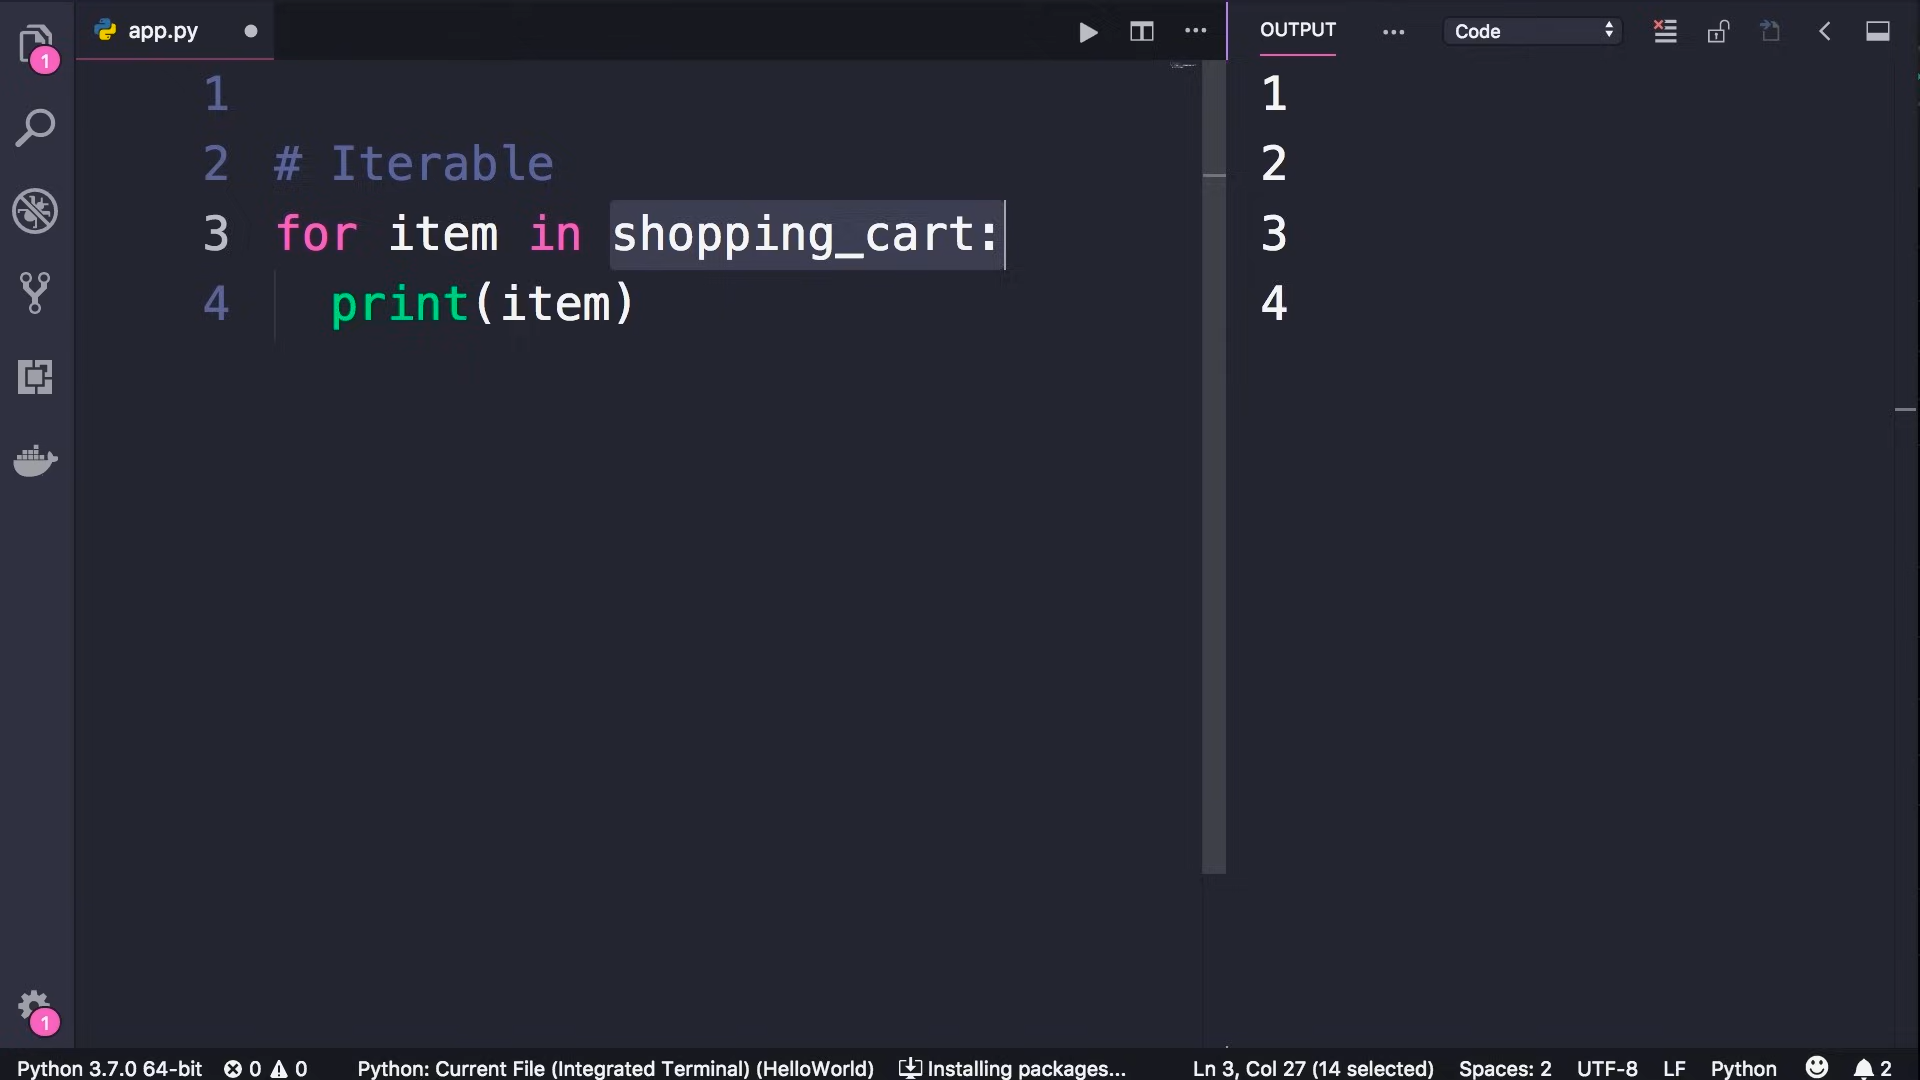 app.py
OUTPUT
Code
1
2 # Iterable
3 for item in shopping_cart:
4 print(item)
1
2
3
4
1
1
Python 3.7.0 64-bit 0 0 Python: Current File (Integrated Terminal) (HelloWorld) Installing packages... Ln 3, Col 27 (14 selected) Spaces: 2 UTF-8 LF Python 2